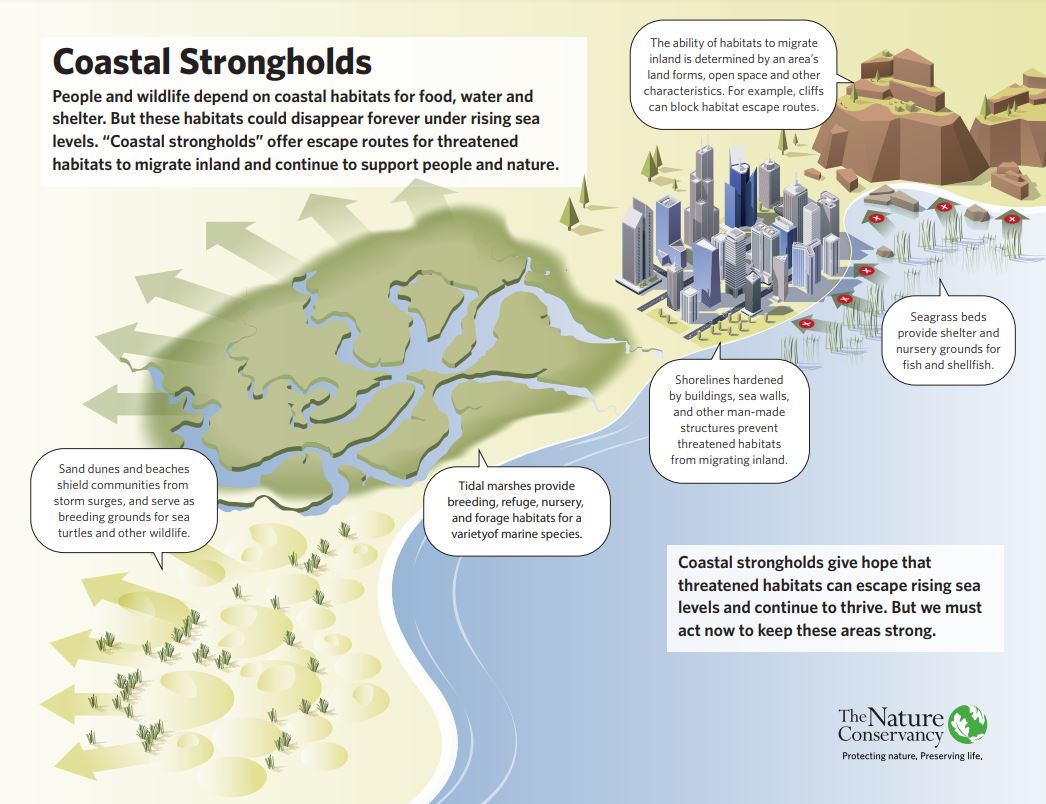 Coastal Strongholds
People and wildlife depend on coastal habitats for food, water and
shelter. But these habitats could disappear forever under rising sea
levels. “Coastal strongholds” offer escape routes for threatened
habitats to migrate inland and continue to support people and nature.
The ability of habitats to migrate
inland is determined by an area’s
land forms, open space and other
characteristics. For example, cliffs
can block habitat escape routes.
Seagrass beds
provide shelter and
nursery grounds for
fish and shellfish.
Shorelines hardened
by buildings, sea walls,
and other man-made
structures prevent
threatened habitats
from migrating inland.
Sand dunes and beaches
shield communities from
storm surges, and serve as
breeding grounds for sea
turtles and other wildlife.
Tidal marshes provide
breeding, refuge, nursery,
and forage habitats for a
varietyof marine species.
Coastal strongholds give hope that
threatened habitats can escape rising sea
levels and continue to thrive. But we must
act now to keep these areas strong.
The Nature
Conservancy
Protecting nature. Preserving life.